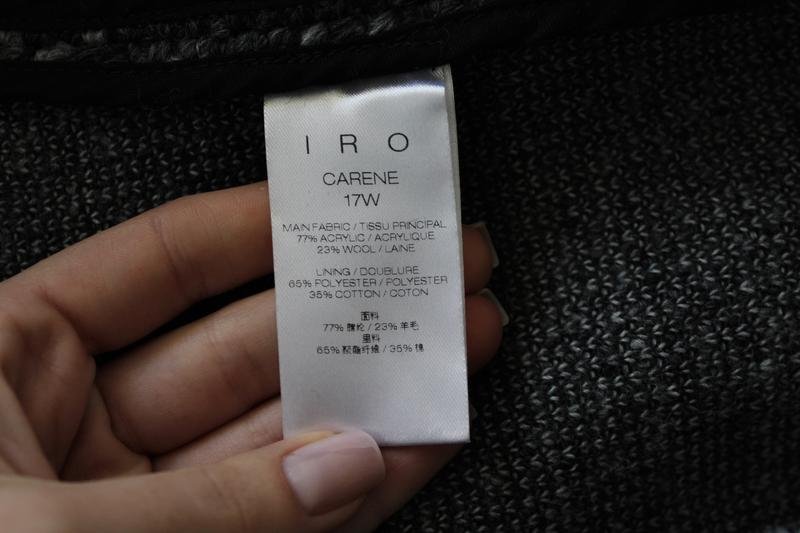 IRO
CARENE
17W
MAIN FABRIC / TISSU PRINCIPAL
77% ACRYLIC / ACRYLIQUE
23% WOOL / LAINE
LINING / DOUBLURE
65% POLYESTER / POLYESTER
35% COTTON / COTON
面料
77% 腈纶 / 23% 羊毛
里料
65% 聚酯纤维 / 35% 棉